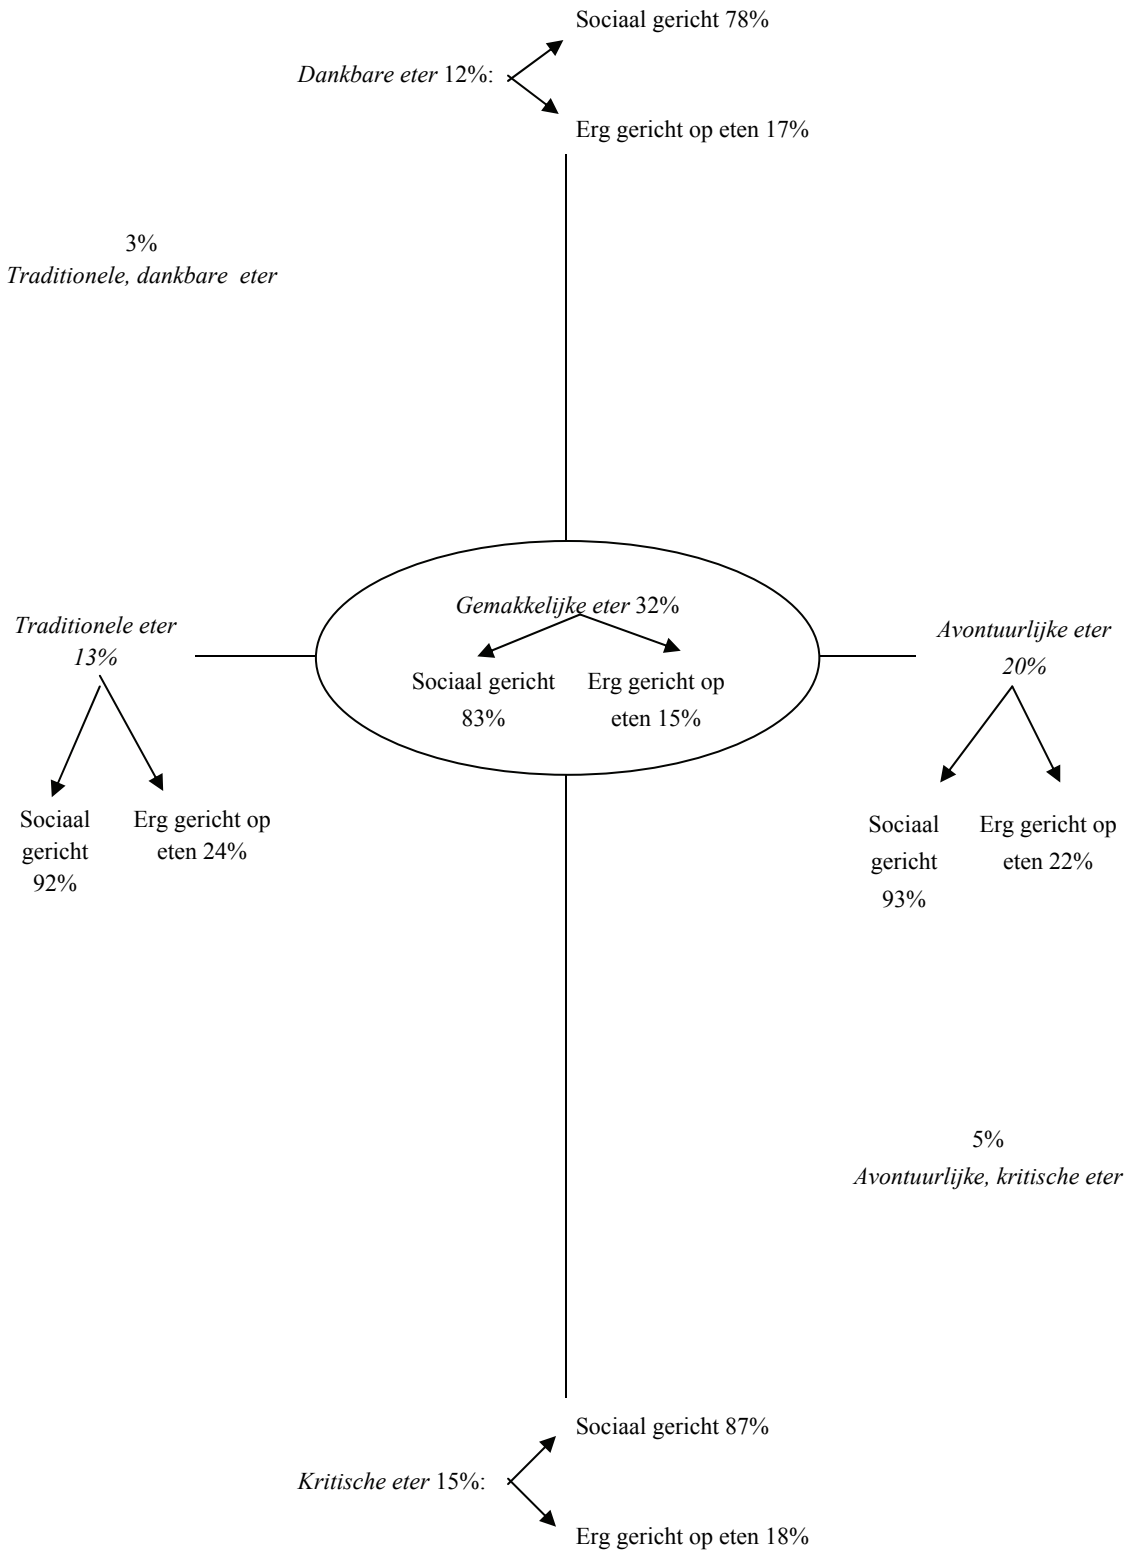 Sociaal gericht 78%
Dankbare eter 12%:
Erg gericht op eten 17%
3%
Traditionele, dankbare eter
Gemakkelijke eter 32%
Sociaal gericht
83%
Erg gericht op
eten 15%
Traditionele eter
13%
Sociaal
gericht
92%
Erg gericht op
eten 24%
Avontuurlijke eter
20%
Sociaal
gericht
93%
Erg gericht op
eten 22%
5%
Avontuurlijke, kritische eter
Sociaal gericht 87%
Kritische eter 15%:
Erg gericht op eten 18%